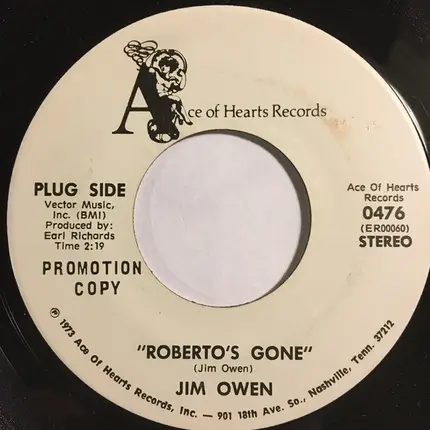 Ace of Hearts Records
PLUG SIDE
Vector Music,
Inc. (BMI)
Produced by:
Earl Richards
Time 2:19
PROMOTION
COPY
Ace Of Hearts
Records
0476
(ER00060)
STEREO
"ROBERTO'S GONE"
(Jim Owen)
JIM OWEN
℗ 1973 Ace Of Hearts Records, Inc. — 901 18th Ave. So., Nashville, Tenn. 37212